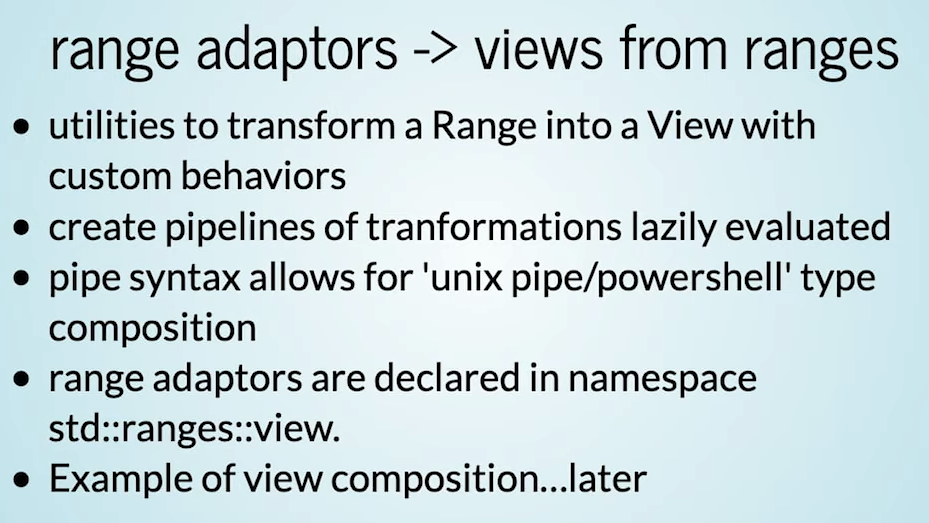 range adaptors -> views from ranges
• utilities to transform a Range into a View with
custom behaviors
• create pipelines of tranformations lazily evaluated
• pipe syntax allows for 'unix pipe/powershell' type
composition
• range adaptors are declared in namespace
std::ranges::view.
• Example of view composition...later